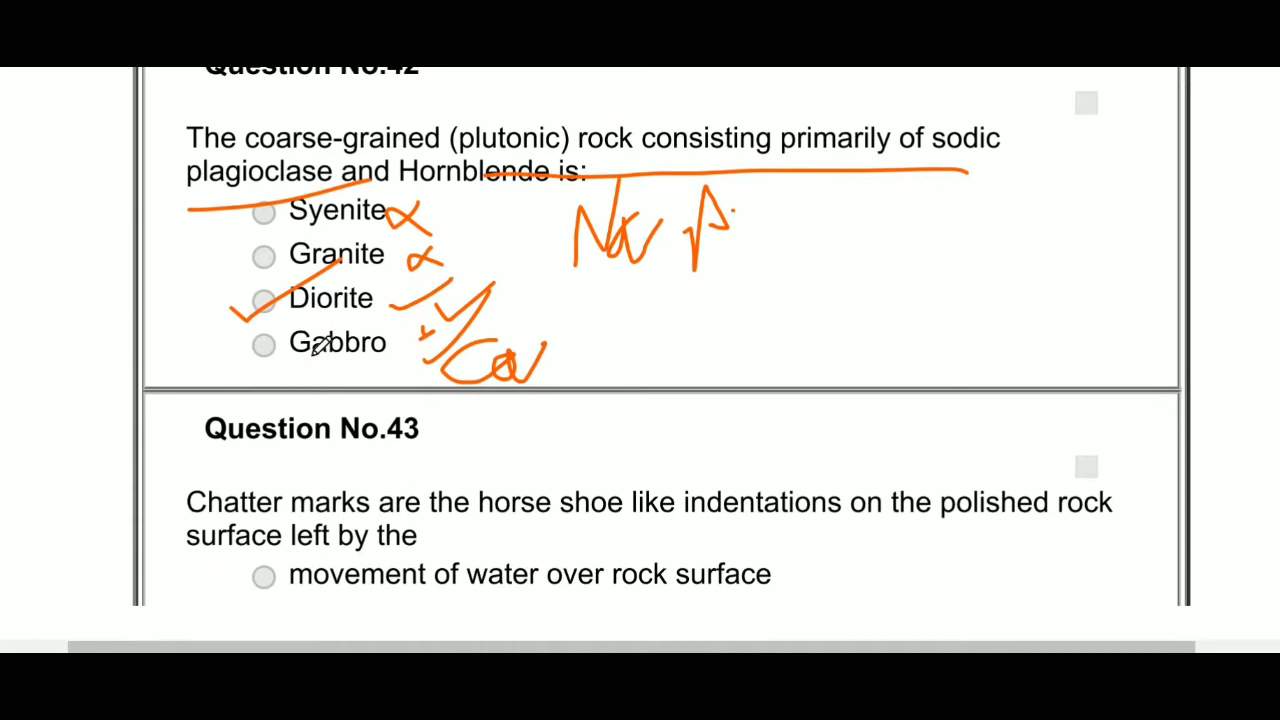 Question No.42
The coarse-grained (plutonic) rock consisting primarily of sodic
plagioclase and Hornblende is:
Syenite
Granite
Diorite
Gabbro
Na
Ca
Question No.43
Chatter marks are the horse shoe like indentations on the polished rock
surface left by the
movement of water over rock surface